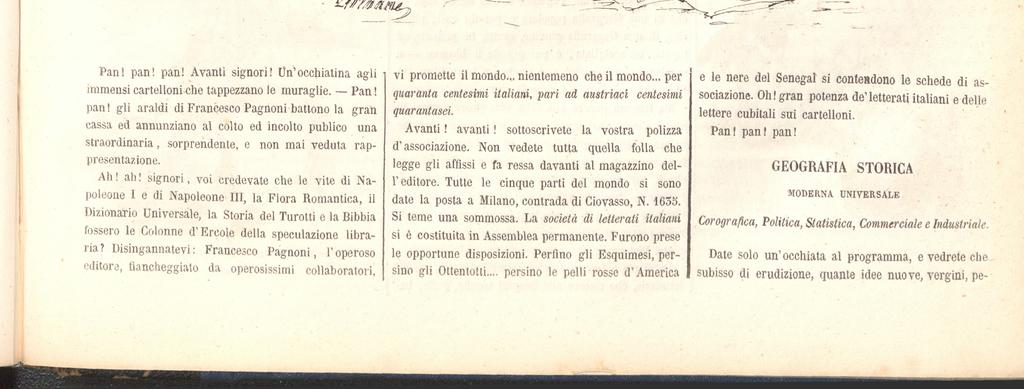 Pan! pan! pan! Avanti signori! Un'occhiatina agli
immensi cartelloni che tappezzano le muraglie. — Pan!
pan! gli araldi di Francesco Pagnoni battono la gran
cassa ed annunziano al colto ed incolto publico una
straordinaria, sorprendente, e non mai veduta rap-
presentazione.
Ah! ah! signori, voi credevate che le vite di Na-
poleone I e di Napoleone III, la Flora Romantica, il
Dizionario Universale, la Storia del Turotti e la Bibbia
fossero le Colonne d'Ercole della speculazione libra-
ria? Disingannatevi: Francesco Pagnoni, l'operoso
editore, fiancheggiato da operosissimi collaboratori,
vi promette il mondo... nientemeno che il mondo... per
quaranta centesimi italiani, pari ad austriaci centesimi
quarantasei.
Avanti! avanti! sottoscrivete la vostra polizza
d'associazione. Non vedete tutta quella folla che
legge gli affissi e fa ressa davanti al magazzino del-
l'editore. Tutte le cinque parti del mondo si sono
date la posta a Milano, contrada di Ciovasso, N. 1635.
Si teme una sommossa. La società di letterati italiani
si è costituita in Assemblea permanente. Furono prese
le opportune disposizioni. Perfino gli Esquimesi, per-
sino gli Ottentotti.... persino le pelli rosse d'America
e le nere del Senegal si contendono le schede di as-
sociazione. Oh! gran potenza de' letterati italiani e delle
lettere cubitali sui cartelloni.
Pan! pan! pan!
GEOGRAFIA STORICA
MODERNA UNIVERSALE
Corografica, Politica, Statistica, Commerciale e Industriale.
Date solo un'occhiata al programma, e vedrete che
subisso di erudizione, quante idee nuove, vergini, pe-